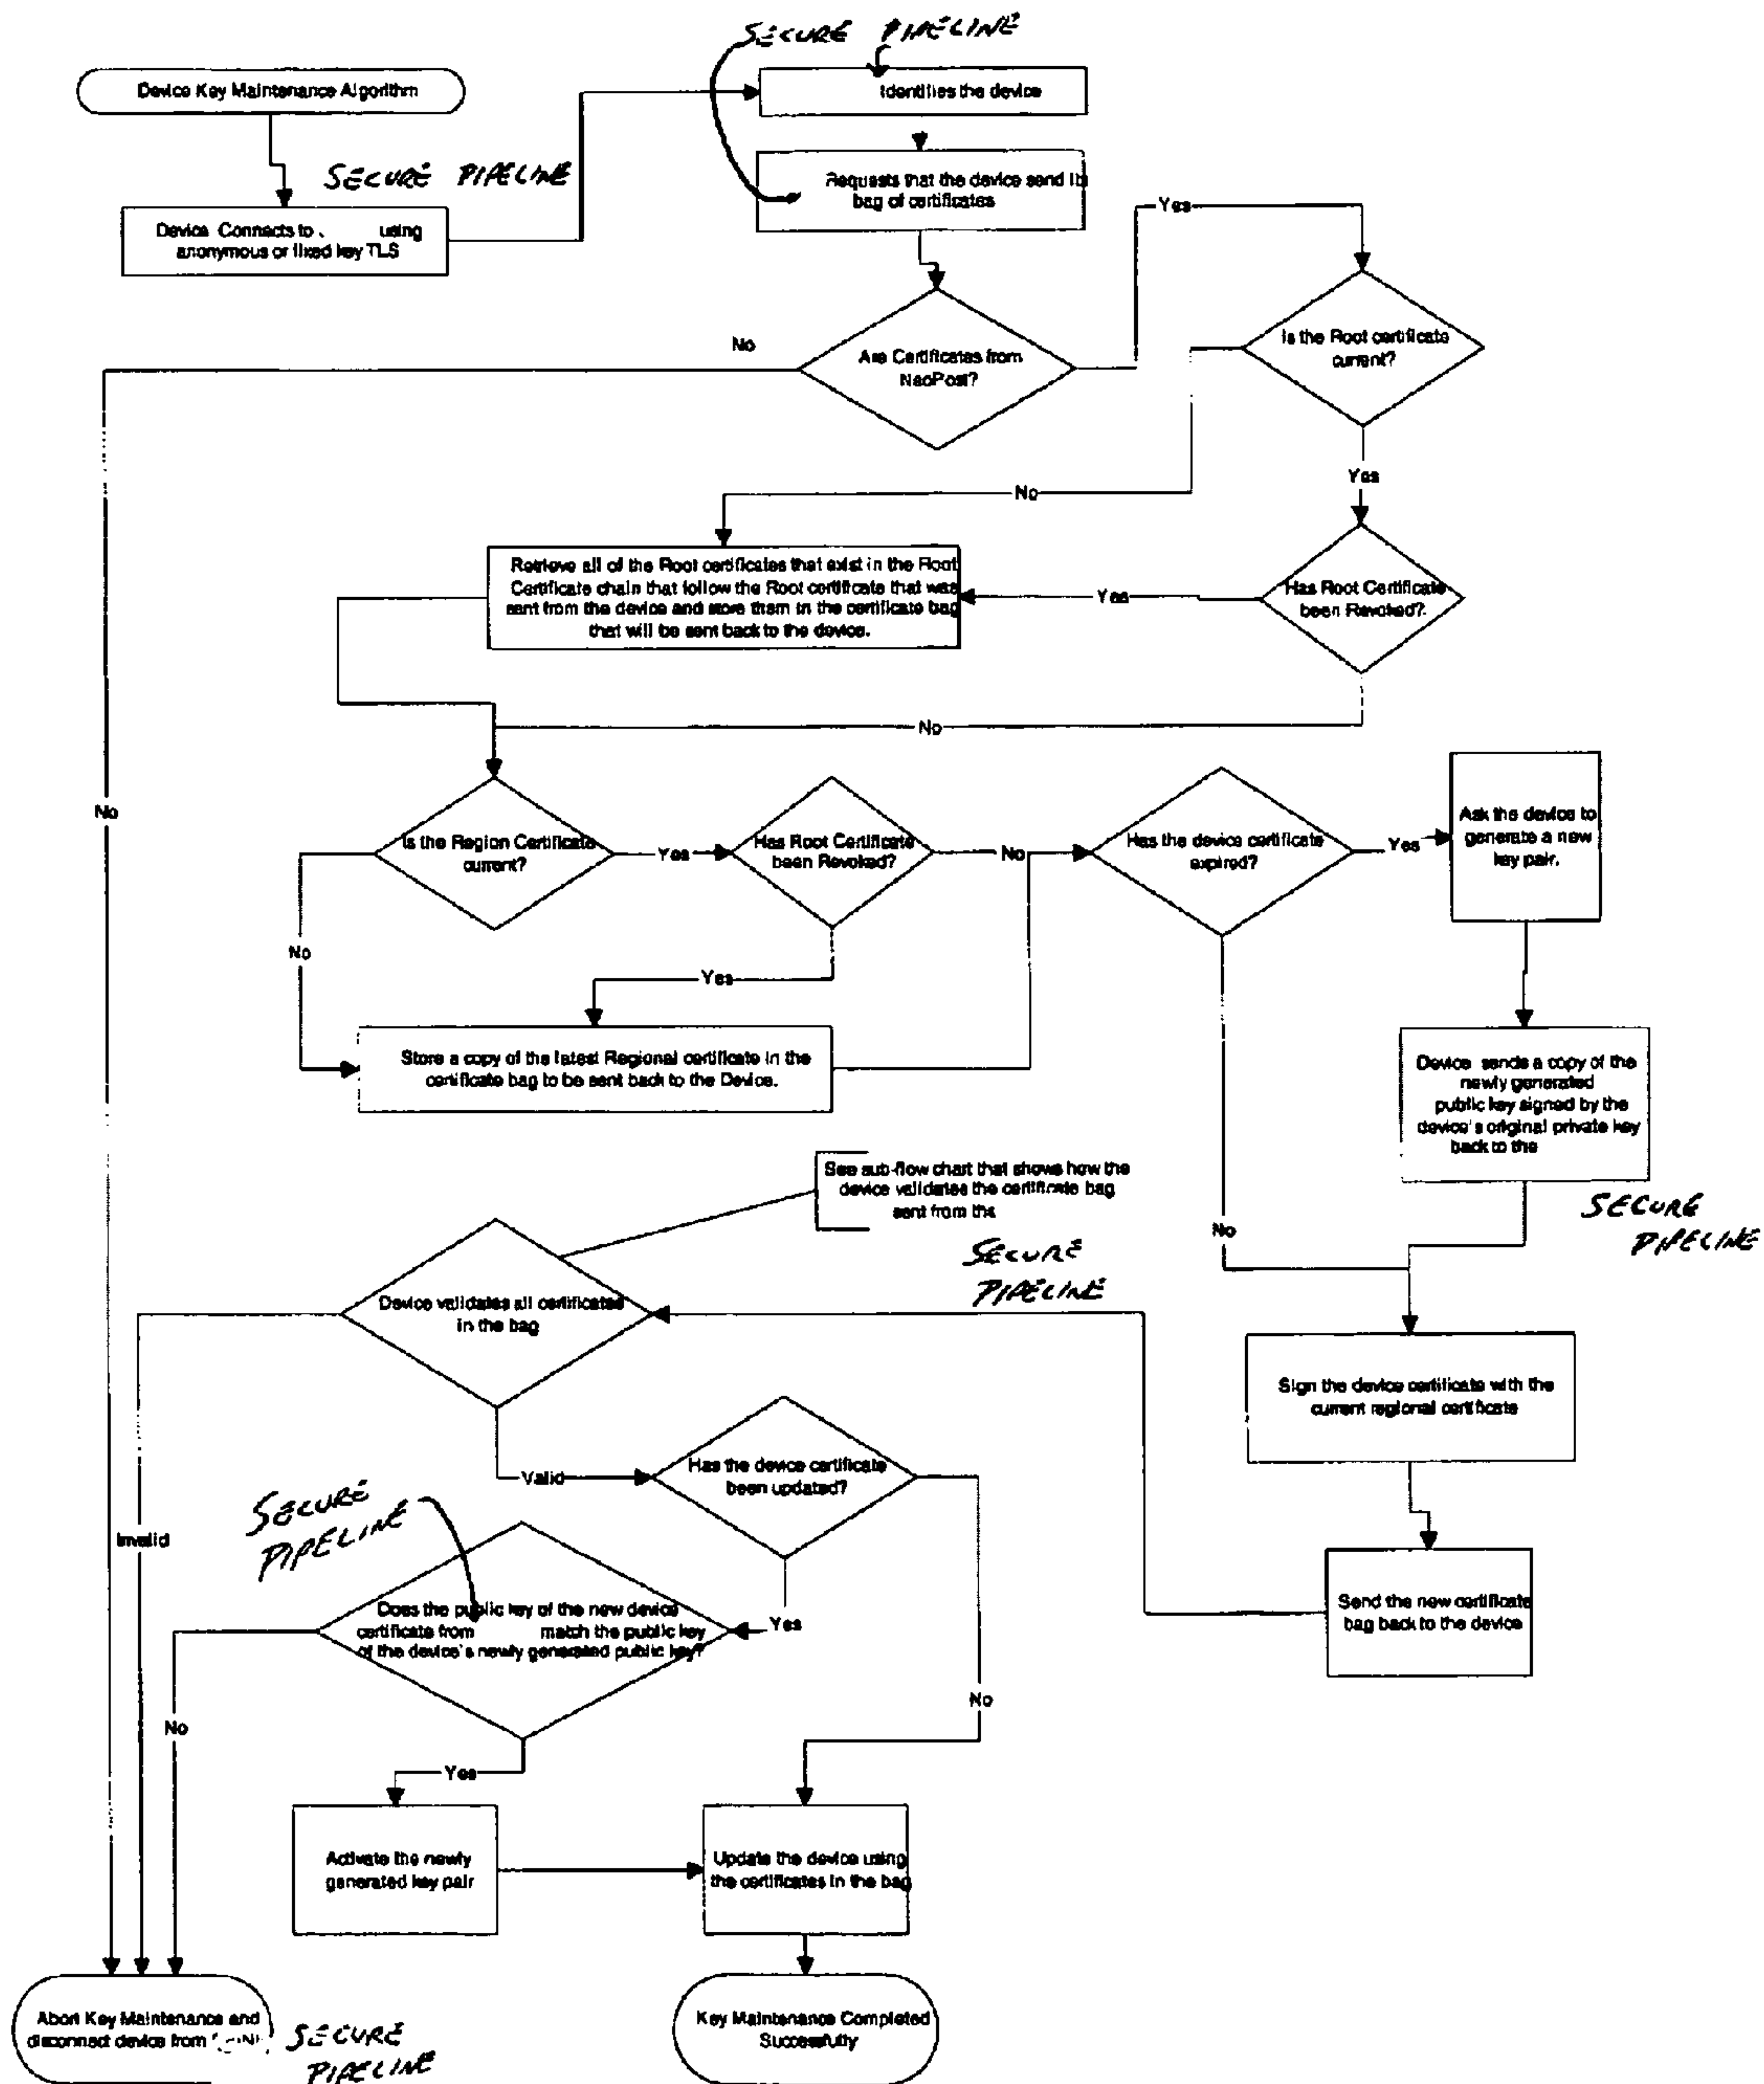 SECURE PIPELINE
Device Key Maintenance Algorithm
Identifies the device
SECURE PIPELINE
Requests that the device send its
bag of certificates
Device Connects to using
anonymous or fixed key TLS
Yes
Is the Root certificate
current?
No
Are Certificates from
NeoPost?
Yes
No
Retrieve all of the Root certificates that exist in the Root
Certificate chain that follow the Root certificate that was
sent from the device and store them in the certificate bag
that will be sent back to the device.
Yes
Has Root Certificate
been Revoked?
No
No
Is the Region Certificate
current?
Yes
Has Root Certificate
been Revoked?
No
Has the device certificate
expired?
Yes
Ask the device to
generate a new
key pair.
No
Yes
Store a copy of the latest Regional certificate in the
certificate bag to be sent back to the Device.
Device sends a copy of the
newly generated
public key signed by the
device's original private key
back to the
SECURE
PIPELINE
See sub-flow chart that shows how the
device validates the certificate bag
sent from the
No
SECURE
PIPELINE
Device validates all certificates
in the bag
Sign the device certificate with the
current regional certificate
Valid
Has the device certificate
been updated?
SECURE
PIPELINE
Invalid
Does the public key of the new device
certificate from match the public key
of the device's newly generated public key?
Yes
Send the new certificate
bag back to the device
No
No
Yes
Activate the newly
generated key pair
Update the device using
the certificates in the bag
Abort Key Maintenance and
disconnect device from
SECURE
PIPELINE
Key Maintenance Completed
Successfully